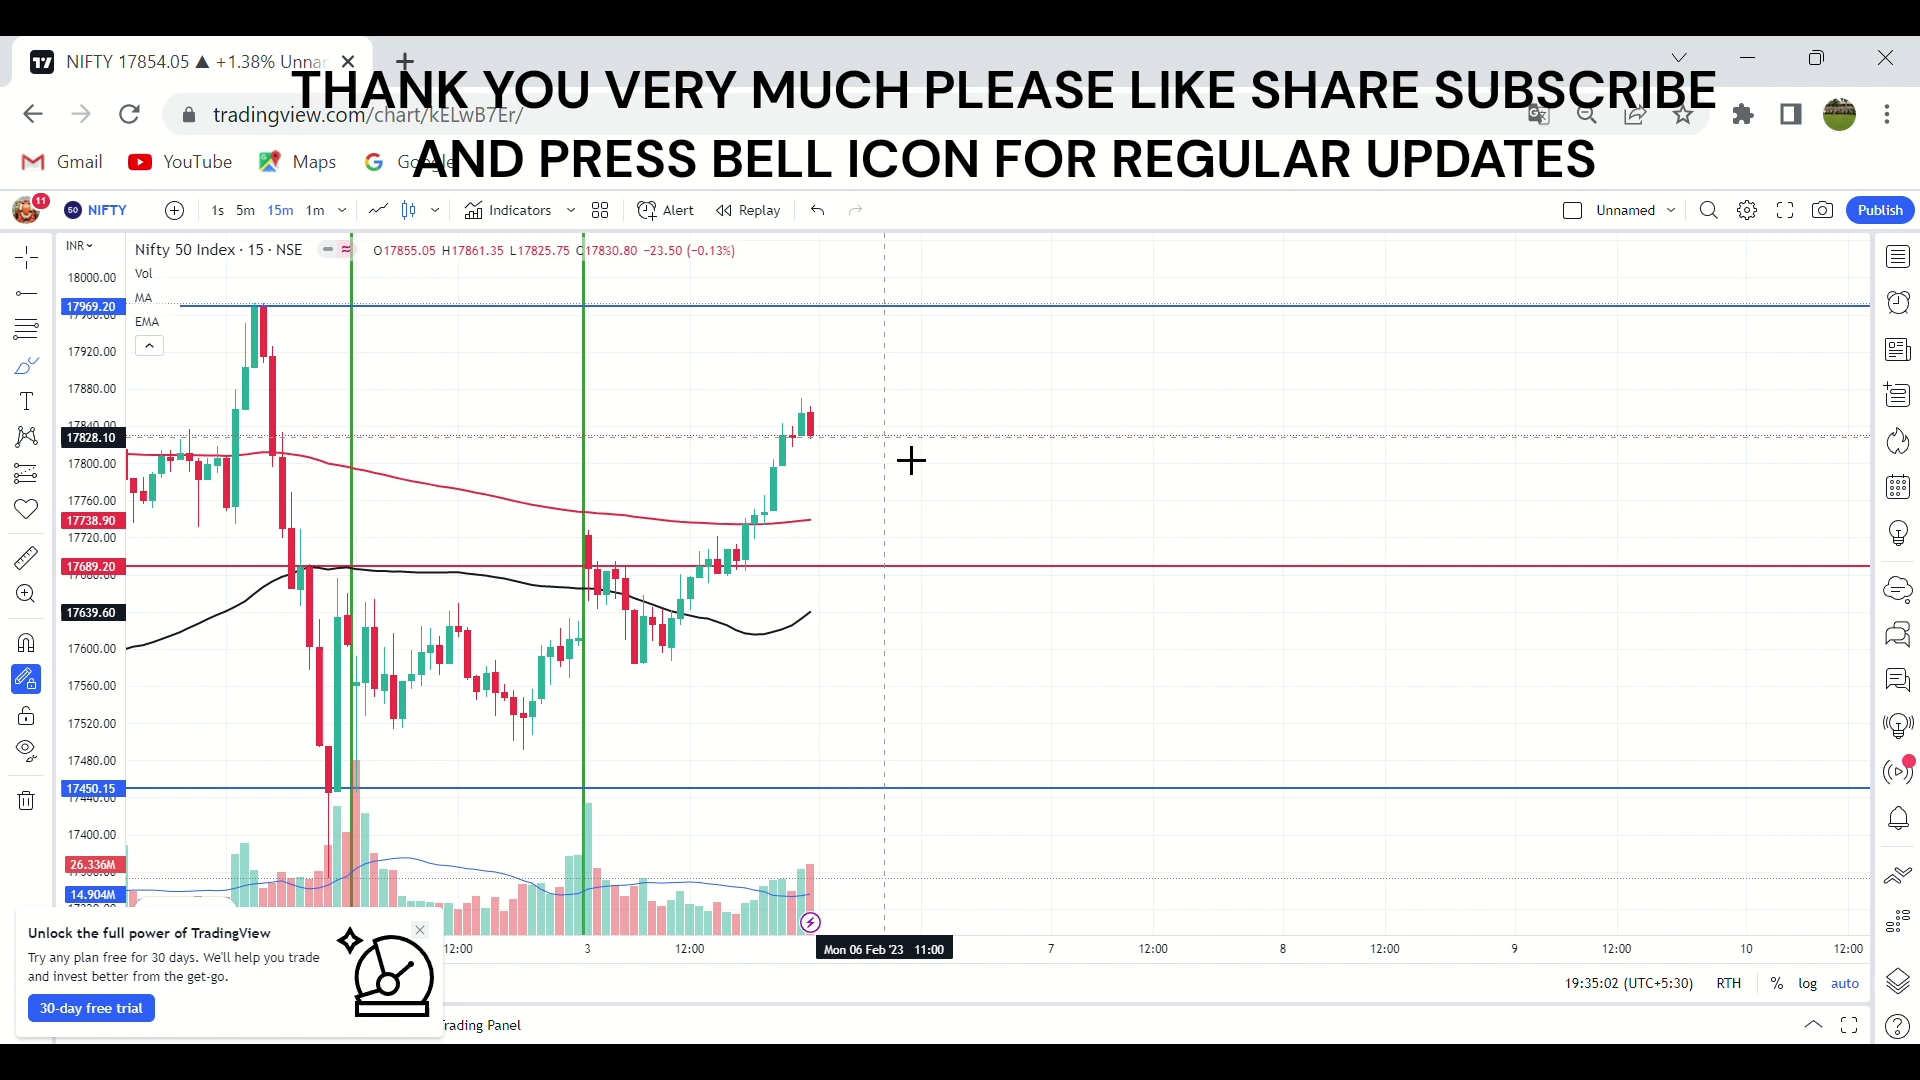 NIFTY 17854.05 ▲ +1.38% Unnar
THANK YOU VERY MUCH PLEASE LIKE SHARE SUBSCRIBE
tradingview.com/chart/kELwB7Er/
AND PRESS BELL ICON FOR REGULAR UPDATES
Gmail YouTube Maps Google
11 50 NIFTY 1s 5m 15m 1m Indicators Alert Replay Unnamed Publish
INR Nifty 50 Index · 15 · NSE O17855.05 H17861.35 L17825.75 C17830.80 −23.50 (−0.13%)
18000.00 Vol
17969.20 MA
EMA
17920.00
17880.00
17840.00
17828.10
17800.00
17760.00
17738.90
17720.00
17689.20
17639.60
17600.00
17560.00
17520.00
17480.00
17450.15
17440.00
17400.00
26.336M
14.904M
12:00 3 12:00 Mon 06 Feb '23 11:00 7 12:00 8 12:00 9 12:00 10 12:00
Unlock the full power of TradingView
Try any plan free for 30 days. We'll help you trade
and invest better from the get-go.
30-day free trial
19:35:02 (UTC+5:30) RTH % log auto
rading Panel